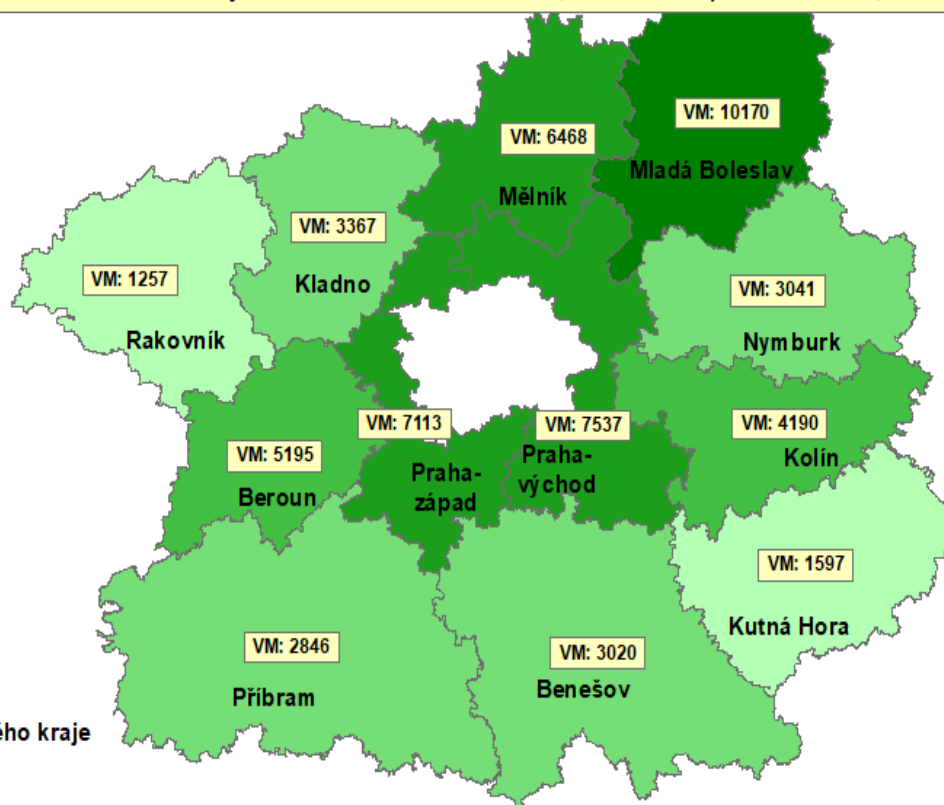 VM: 10170
Mladá Boleslav
VM: 6468
Mělník
VM: 3367
Kladno
VM: 1257
Rakovník
VM: 3041
Nymburk
VM: 7113
Praha-
západ
VM: 7537
Praha-
východ
VM: 4190
Kolín
VM: 5195
Beroun
VM: 1597
Kutná Hora
VM: 2846
Příbram
VM: 3020
Benešov
kraje